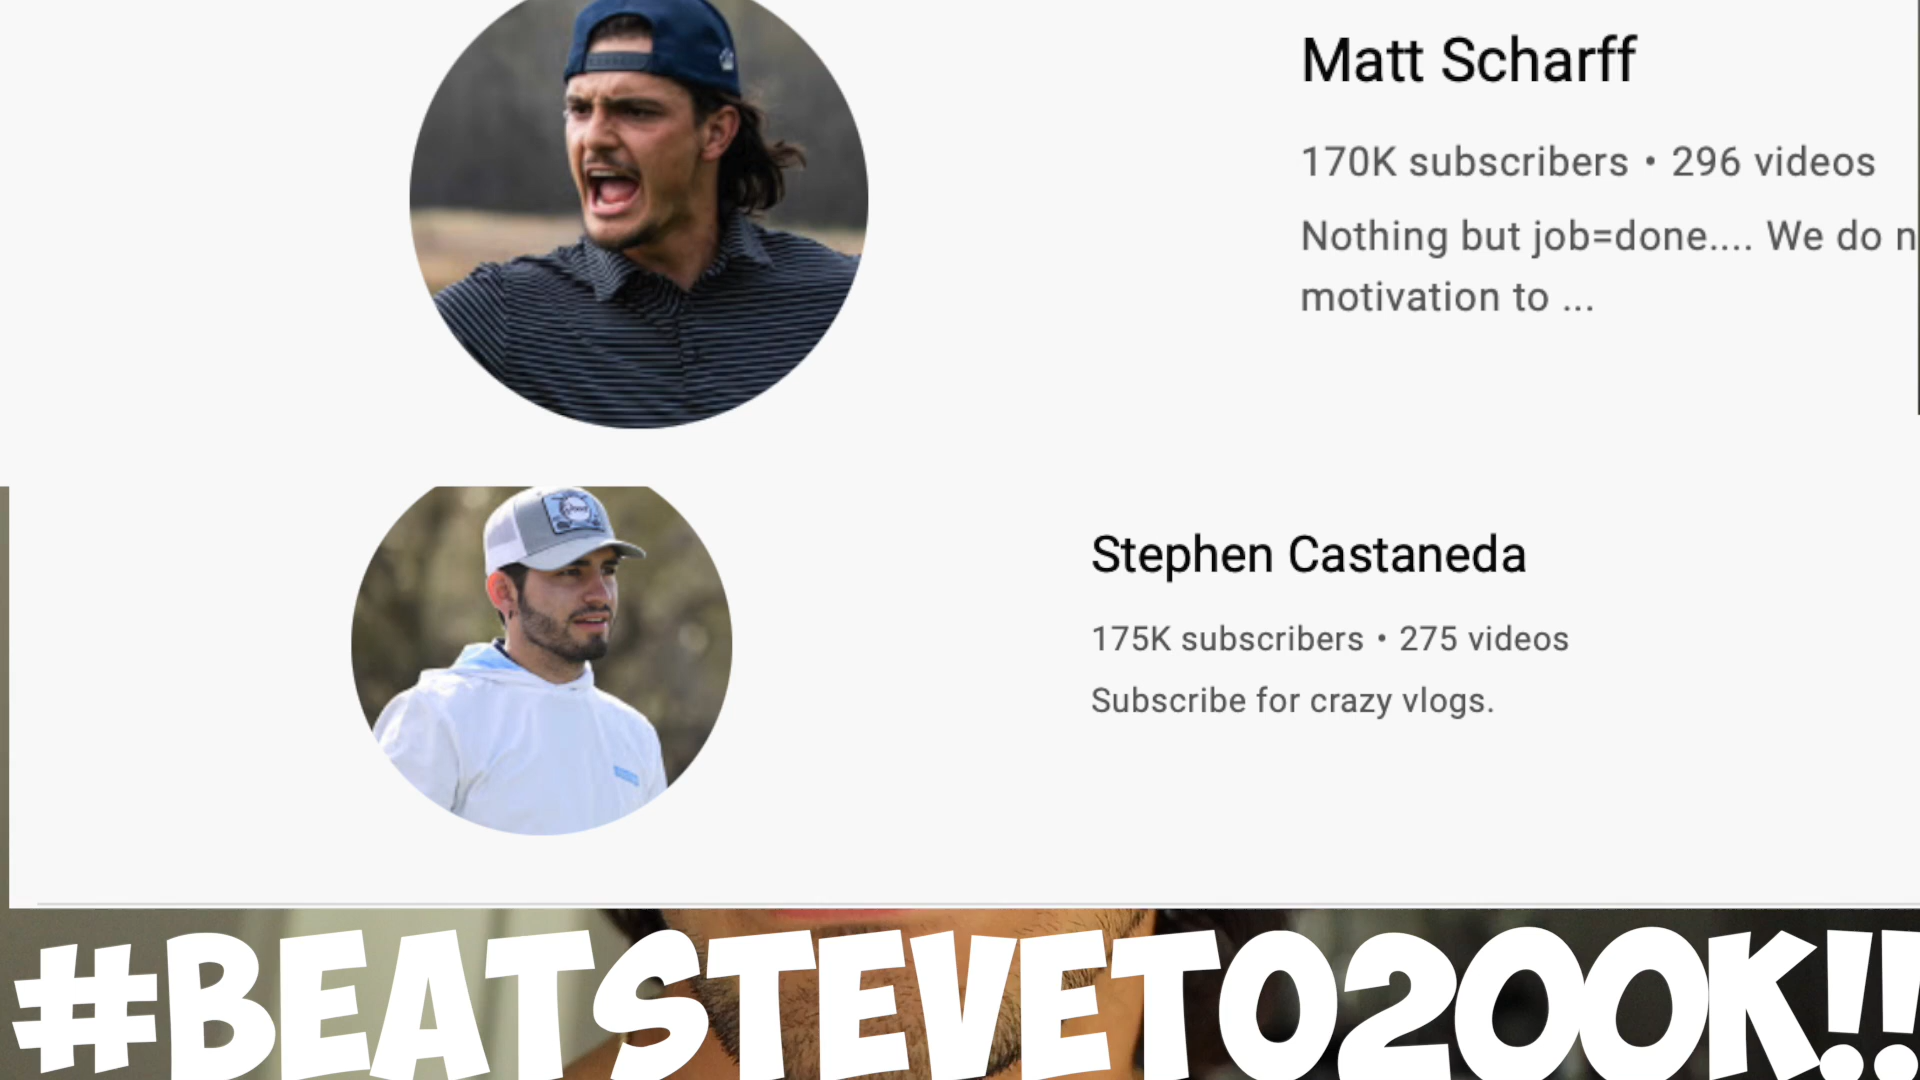 Matt Scharff
170K subscribers • 296 videos
Nothing but job=done.... We do n
motivation to ...
Stephen Castaneda
175K subscribers • 275 videos
Subscribe for crazy vlogs.
#BEATSTEVETO200K!!